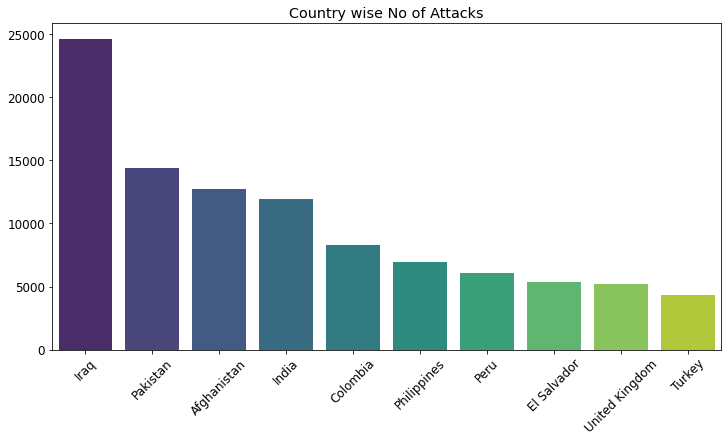 Country wise No of Attacks
25000
20000
15000
10000
5000
0
Iraq
Pakistan
Afghanistan
India
Colombia
Philippines
Peru
El Salvador
United Kingdom
Turkey